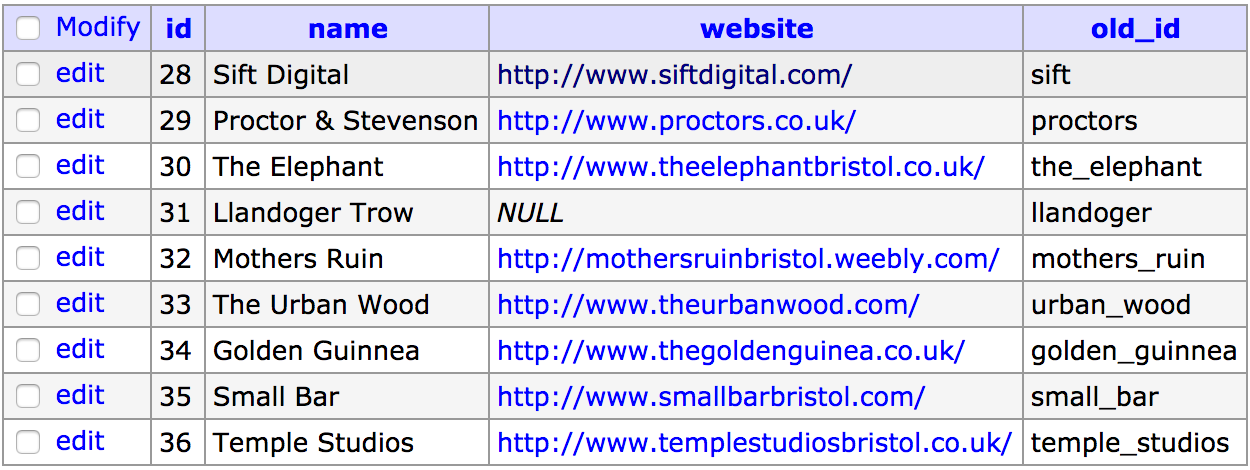 Modify id name website old_id
edit 28 Sift Digital http://www.siftdigital.com/ sift
edit 29 Proctor & Stevenson http://www.proctors.co.uk/ proctors
edit 30 The Elephant http://www.theelephantbristol.co.uk/ the_elephant
edit 31 Llandoger Trow NULL llandoger
edit 32 Mothers Ruin http://mothersruinbristol.weebly.com/ mothers_ruin
edit 33 The Urban Wood http://www.theurbanwood.com/ urban_wood
edit 34 Golden Guinnea http://www.thegoldenguinea.co.uk/ golden_guinnea
edit 35 Small Bar http://www.smallbarbristol.com/ small_bar
edit 36 Temple Studios http://www.templestudiosbristol.co.uk/ temple_studios